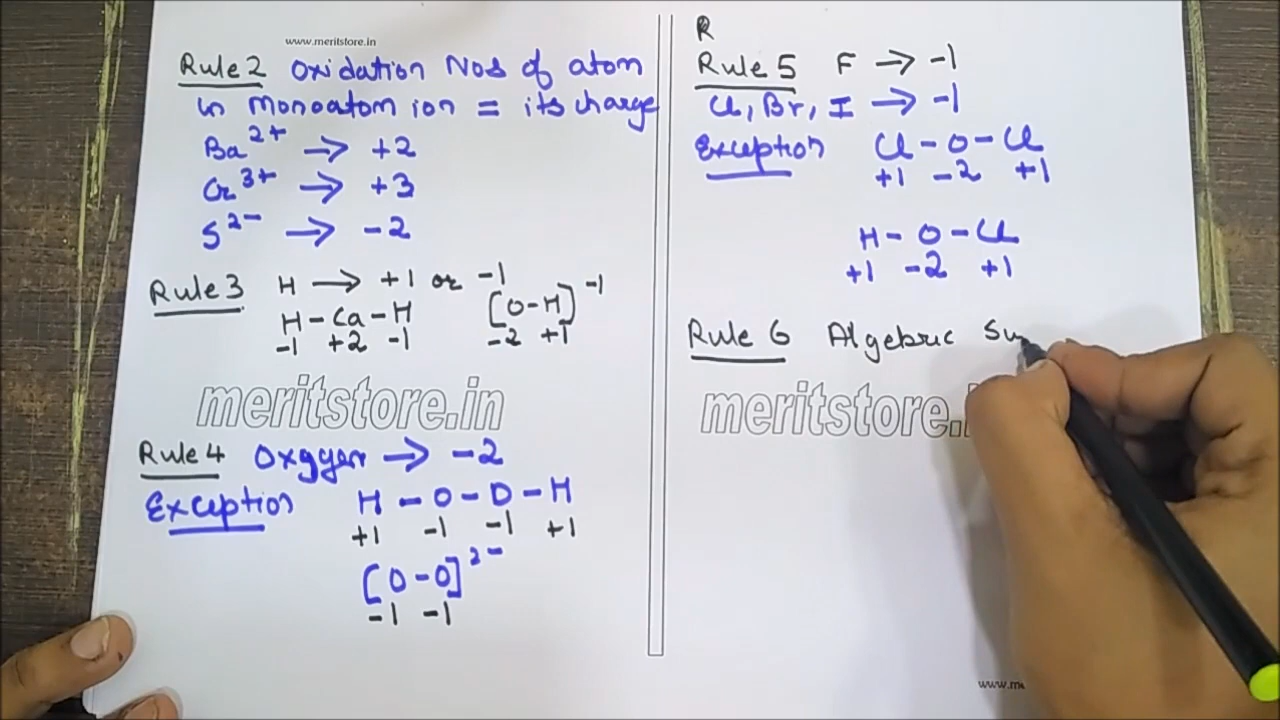 www.meritstore.in
Rule 2 Oxidation Nos of atom
in monoatom ion = its charge
Ba2+ → +2
Cr3+ → +3
S2- → -2
Rule 3 H → +1 or -1
H-Ca-H [O-H]-1
-1 +2 -1 -2 +1
meritstore.in
Rule 4 Oxygen → -2
Exception H-O-O-H
+1 -1 -1 +1
[O-O]2-
-1 -1
R
Rule 5 F → -1
Cl, Br, I → -1
Exception Cl-O-Cl
+1 -2 +1
H-O-Cl
+1 -2 +1
Rule 6 Algebric Su
meritstore.
www.me